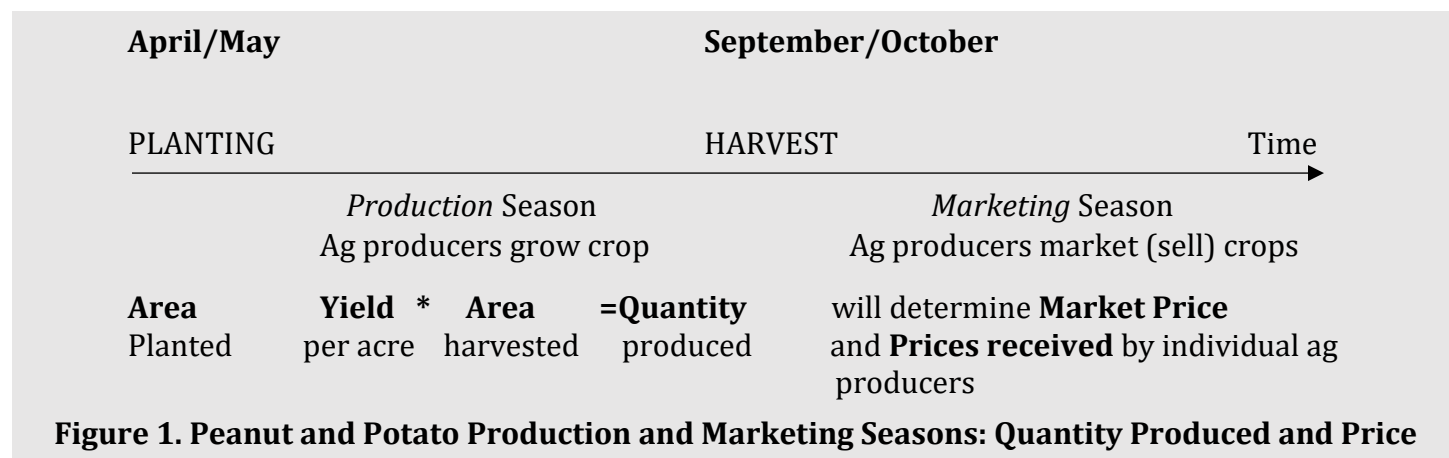 April/May September/October
PLANTING HARVEST Time
Production Season Marketing Season
Ag producers grow crop Ag producers market (sell) crops
Area Yield * Area =Quantity will determine Market Price
Planted per acre harvested produced and Prices received by individual ag
producers
Figure 1. Peanut and Potato Production and Marketing Seasons: Quantity Produced and Price